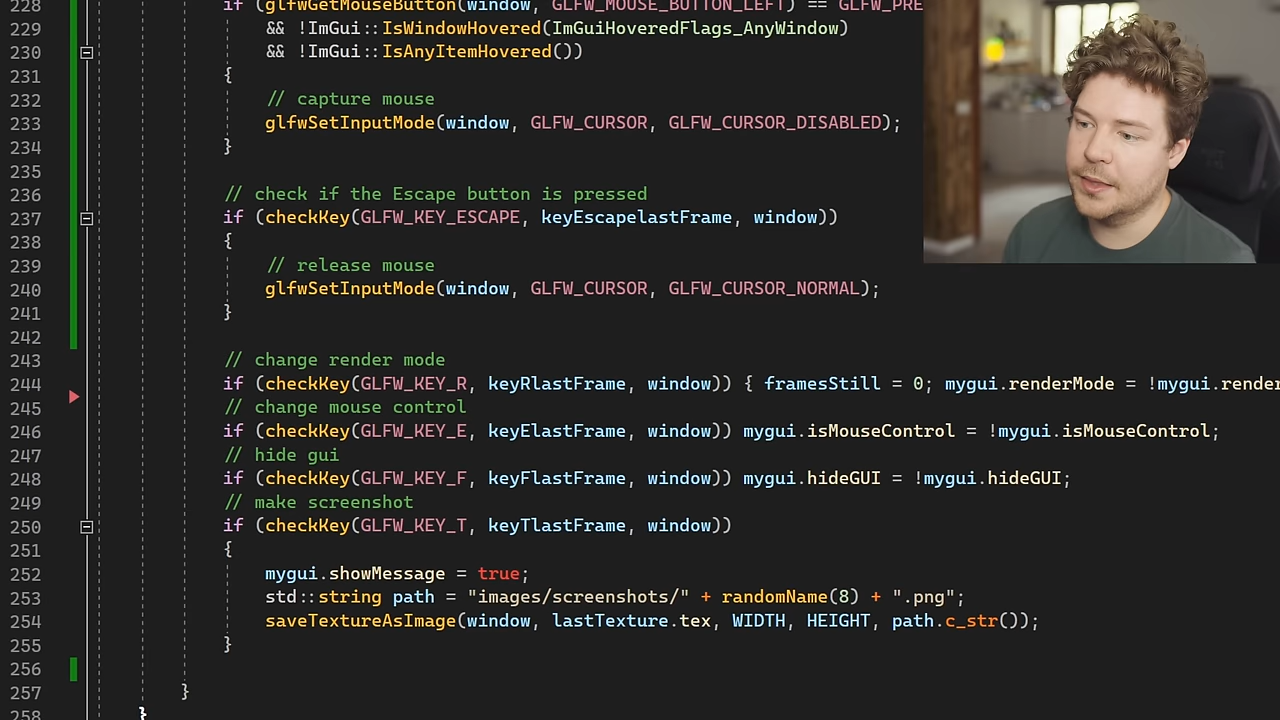 228 if (glfwGetMouseButton(window, GLFW_MOUSE_BUTTON_LEFT) == GLFW_PRE
229 && !ImGui::IsWindowHovered(ImGuiHoveredFlags_AnyWindow)
230 && !ImGui::IsAnyItemHovered())
231 {
232 // capture mouse
233 glfwSetInputMode(window, GLFW_CURSOR, GLFW_CURSOR_DISABLED);
234 }
235
236 // check if the Escape button is pressed
237 if (checkKey(GLFW_KEY_ESCAPE, keyEscapelastFrame, window))
238 {
239 // release mouse
240 glfwSetInputMode(window, GLFW_CURSOR, GLFW_CURSOR_NORMAL);
241 }
242
243 // change render mode
244 if (checkKey(GLFW_KEY_R, keyRlastFrame, window)) { framesStill = 0; mygui.renderMode = !mygui.render
245 // change mouse control
246 if (checkKey(GLFW_KEY_E, keyElastFrame, window)) mygui.isMouseControl = !mygui.isMouseControl;
247 // hide gui
248 if (checkKey(GLFW_KEY_F, keyFlastFrame, window)) mygui.hideGUI = !mygui.hideGUI;
249 // make screenshot
250 if (checkKey(GLFW_KEY_T, keyTlastFrame, window))
251 {
252 mygui.showMessage = true;
253 std::string path = "images/screenshots/" + randomName(8) + ".png";
254 saveTextureAsImage(window, lastTexture.tex, WIDTH, HEIGHT, path.c_str());
255 }
256
257 }
258 }